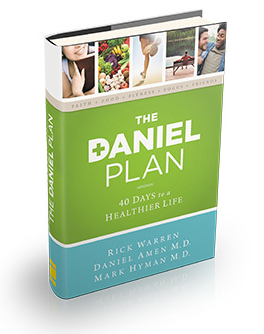 FAITH • FOOD • FITNESS • FOCUS • FRIENDS
THE
DANIEL
PLAN
40 DAYS to a
HEALTHIER LIFE
RICK WARREN
DANIEL AMEN M.D.
MARK HYMAN M.D.
THE DANIEL PLAN